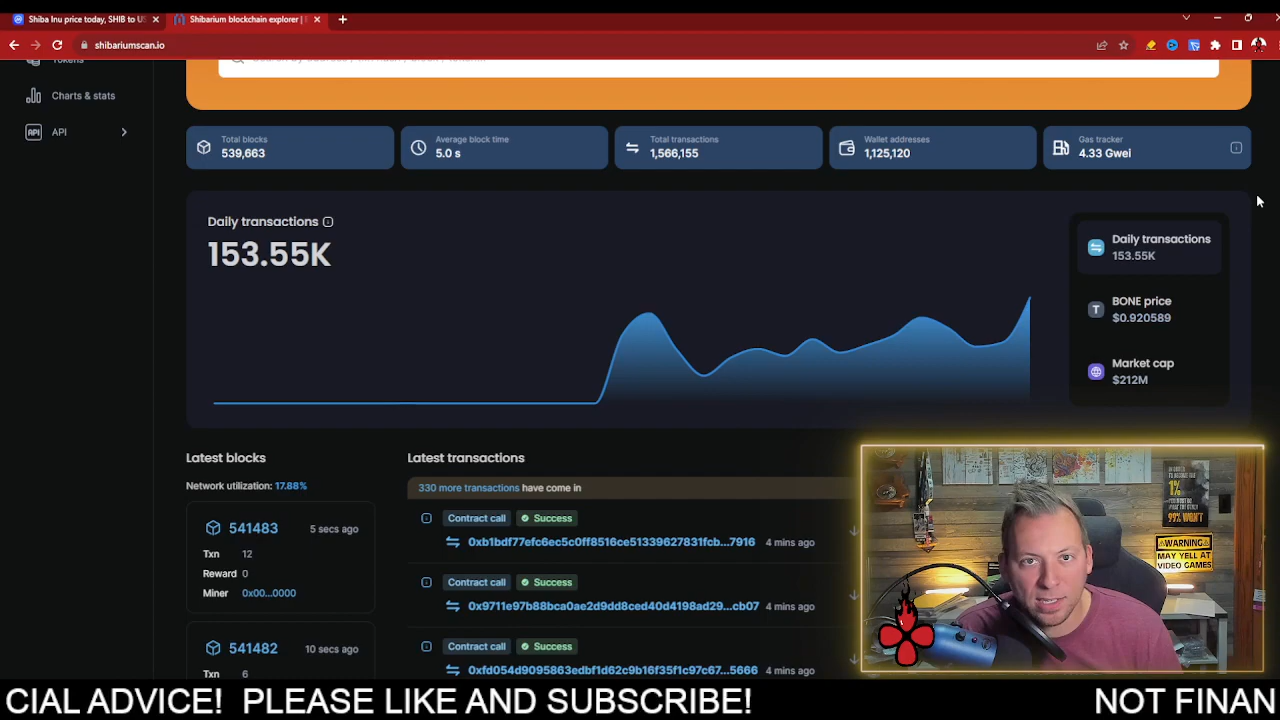 Shiba Inu price today, SHIB to US
Shibarium blockchain explorer |
shibariumscan.io
Tokens
Charts & stats
API
API
Total blocks
539,663
Average block time
5.0 s
Total transactions
1,566,155
Wallet addresses
1,125,120
Gas tracker
4.33 Gwei
Daily transactions
153.55K
Daily transactions
153.55K
T
BONE price
$0.920589
Market cap
$212M
Latest blocks
Network utilization: 17.88%
541483 5 secs ago
Txn 12
Reward 0
Miner 0x00...0000
541482 10 secs ago
Txn 6
Latest transactions
330 more transactions have come in
Contract call Success
0xb1bdf77efc6ec5c0ff8516ce51339627831fcb...7916 4 mins ago
Contract call Success
0x9711e97b88bca0ae2d9dd8ced40d4198ad29...cb07 4 mins ago
Contract call Success
0xfd054d9095863edbf1d62c9b16f35f1c97c67...5666 4 mins ago
1%
99% WON'T
WARNING
MAY YELL AT
VIDEO GAMES
CIAL ADVICE! PLEASE LIKE AND SUBSCRIBE! NOT FINAN